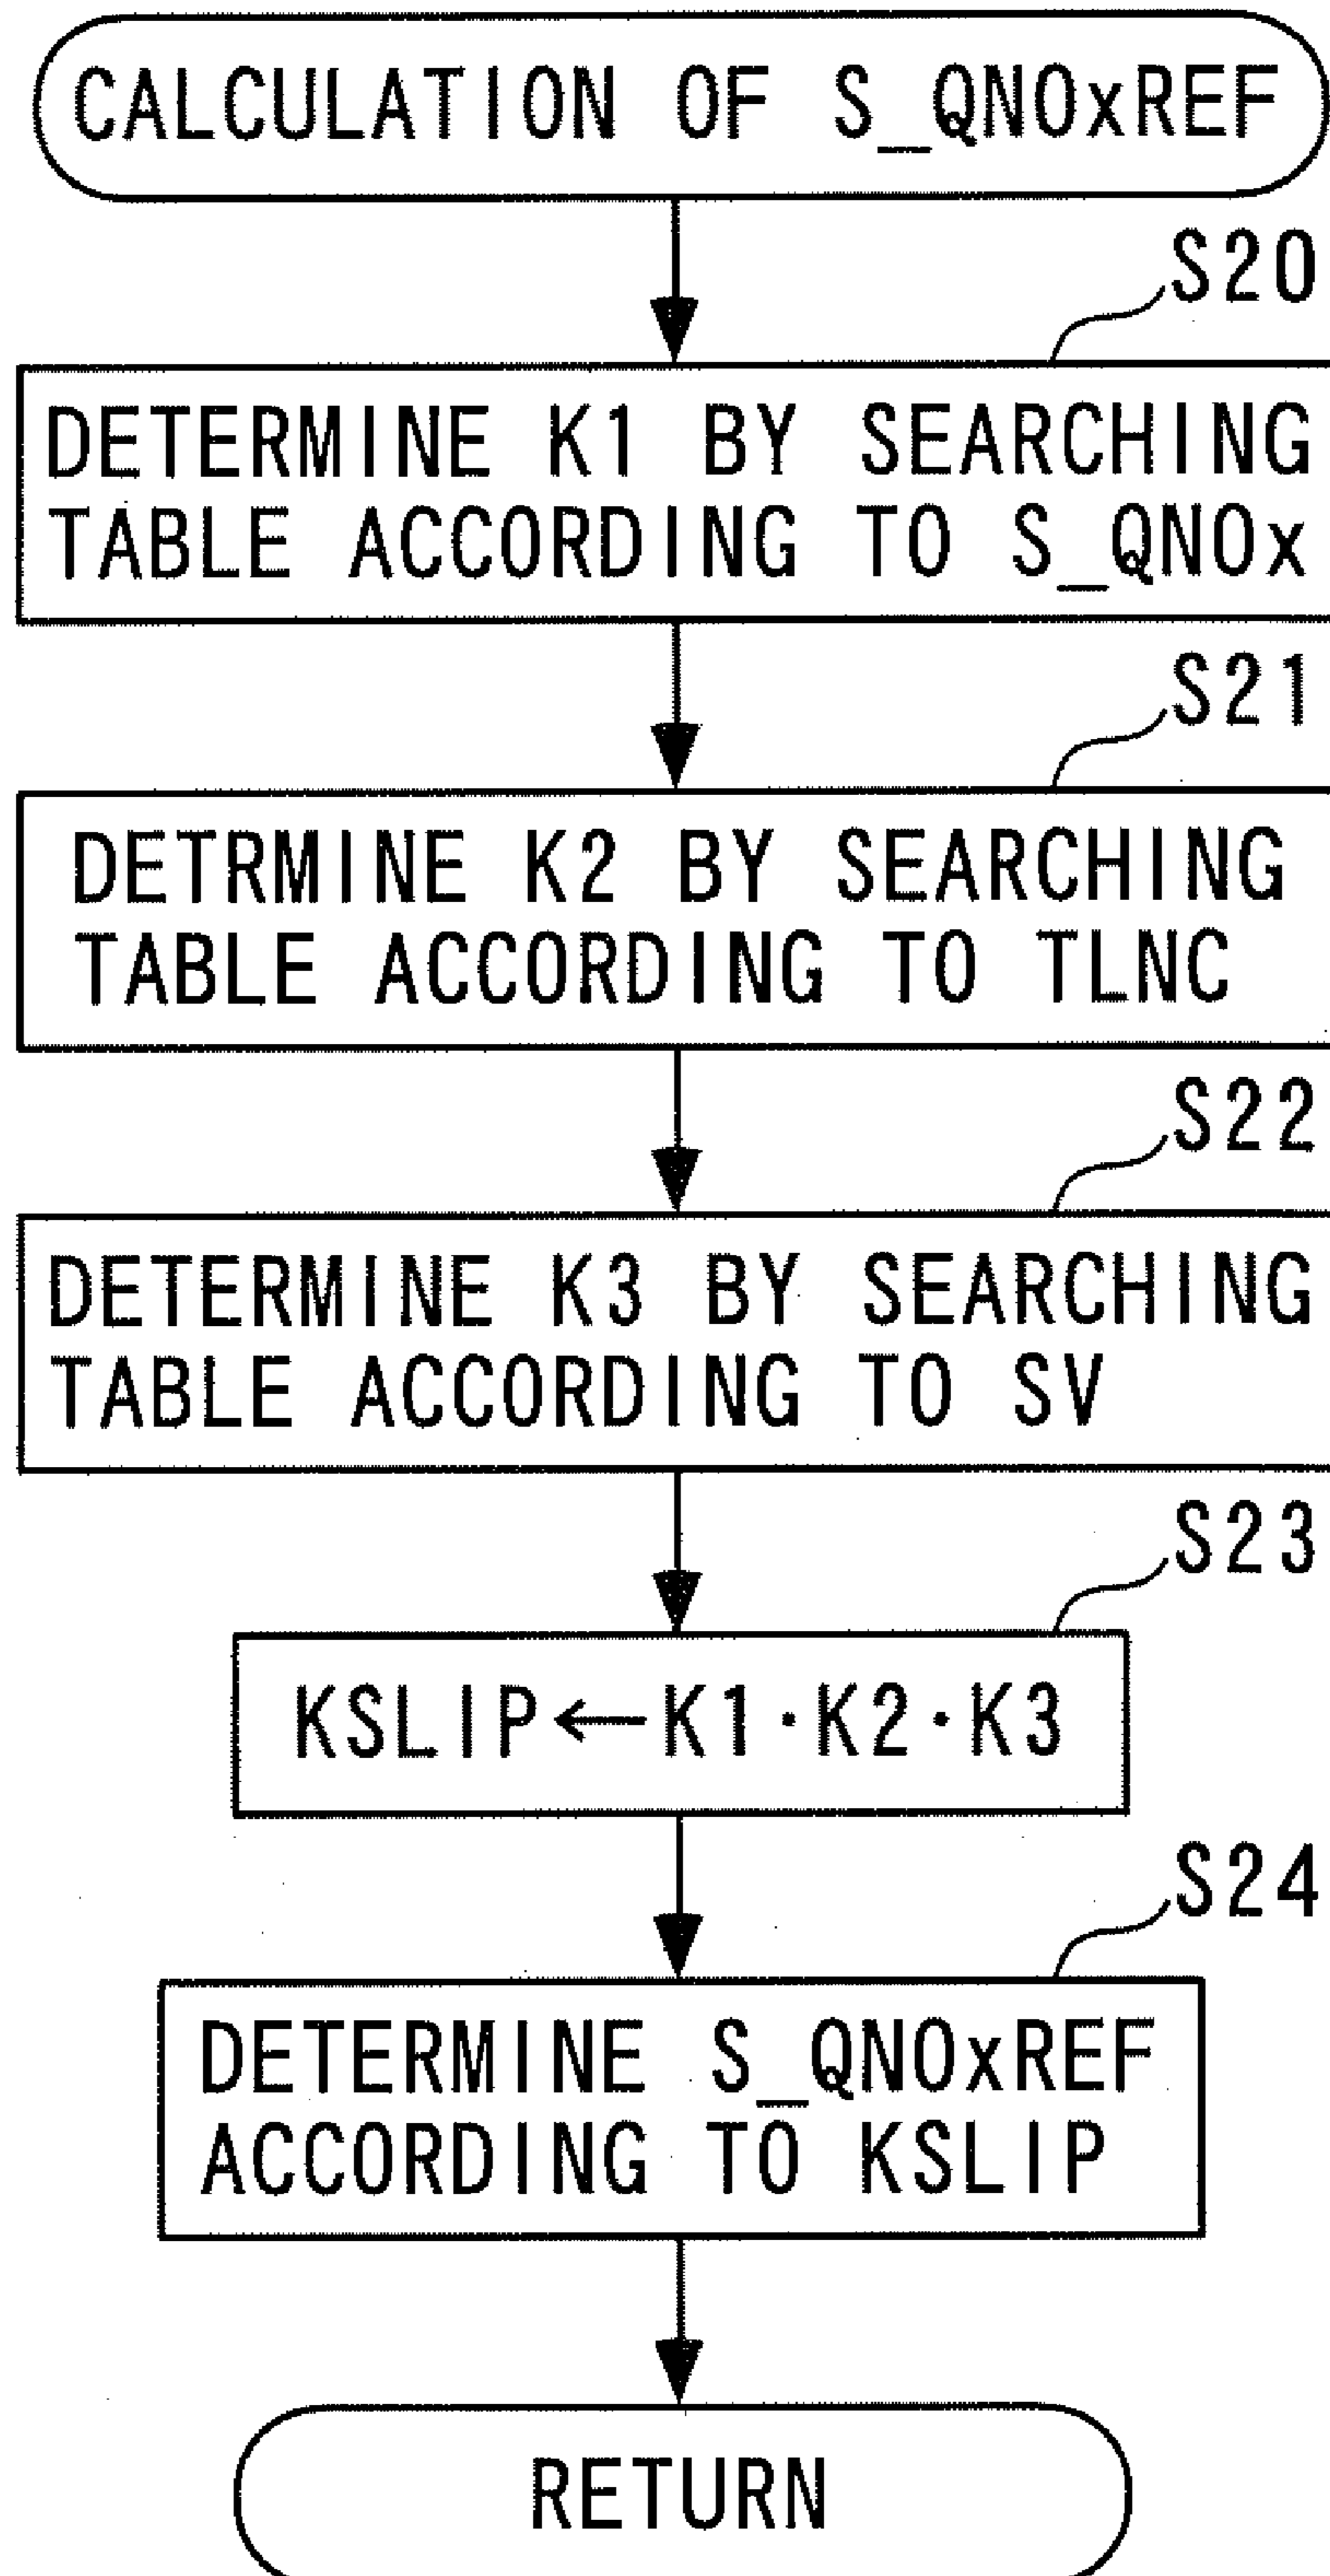 CALCULATION OF S_QNOxREF
S20
DETERMINE K1 BY SEARCHING
TABLE ACCORDING TO S_QNOx
S21
DETRMINE K2 BY SEARCHING
TABLE ACCORDING TO TLNC
S22
DETERMINE K3 BY SEARCHING
TABLE ACCORDING TO SV
S23
KSLIP←K1・K2・K3
S24
DETERMINE S_QNOxREF
ACCORDING TO KSLIP
RETURN